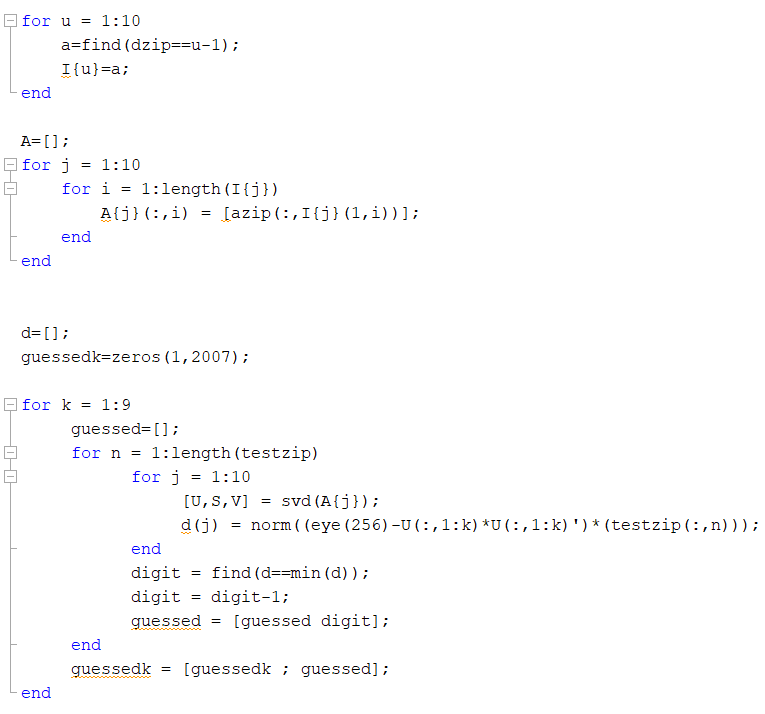 for u = 1:10
a=find(dzip==u-1);
I{u}=a;
end
A=[];
for j = 1:10
for i = 1:length(I{j})
A{j}(:,i) = [azip(:,I{j}(1,i))];
end
end
d=[];
guessedk=zeros(1,2007);
for k = 1:9
guessed=[];
for n = 1:length(testzip)
for j = 1:10
[U,S,V] = svd(A{j});
d(j) = norm((eye(256)-U(:,1:k)*U(:,1:k)')*(testzip(:,n)));
end
digit = find(d==min(d));
digit = digit-1;
guessed = [guessed digit];
end
guessedk = [guessedk ; guessed];
end